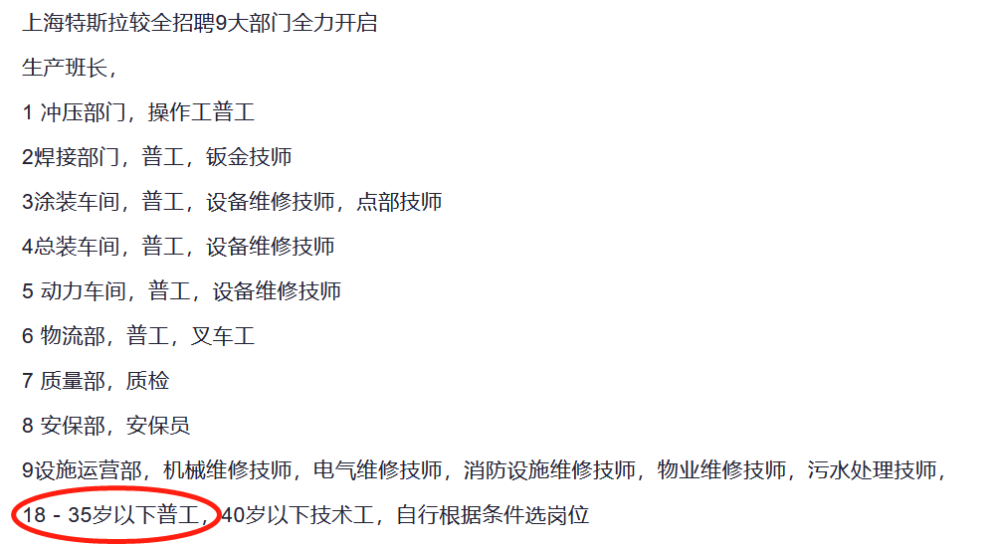 上海特斯拉较全招聘9大部门全力开启
生产班长，
1 冲压部门，操作工普工
2焊接部门，普工，钣金技师
3涂装车间，普工，设备维修技师，点部技师
4总装车间，普工，设备维修技师
5 动力车间，普工，设备维修技师
6 物流部，普工，叉车工
7 质量部，质检
8 安保部，安保员
9设施运营部，机械维修技师，电气维修技师，消防设施维修技师，物业维修技师，污水处理技师，
18 - 35岁以下普工，40岁以下技术工，自行根据条件选岗位